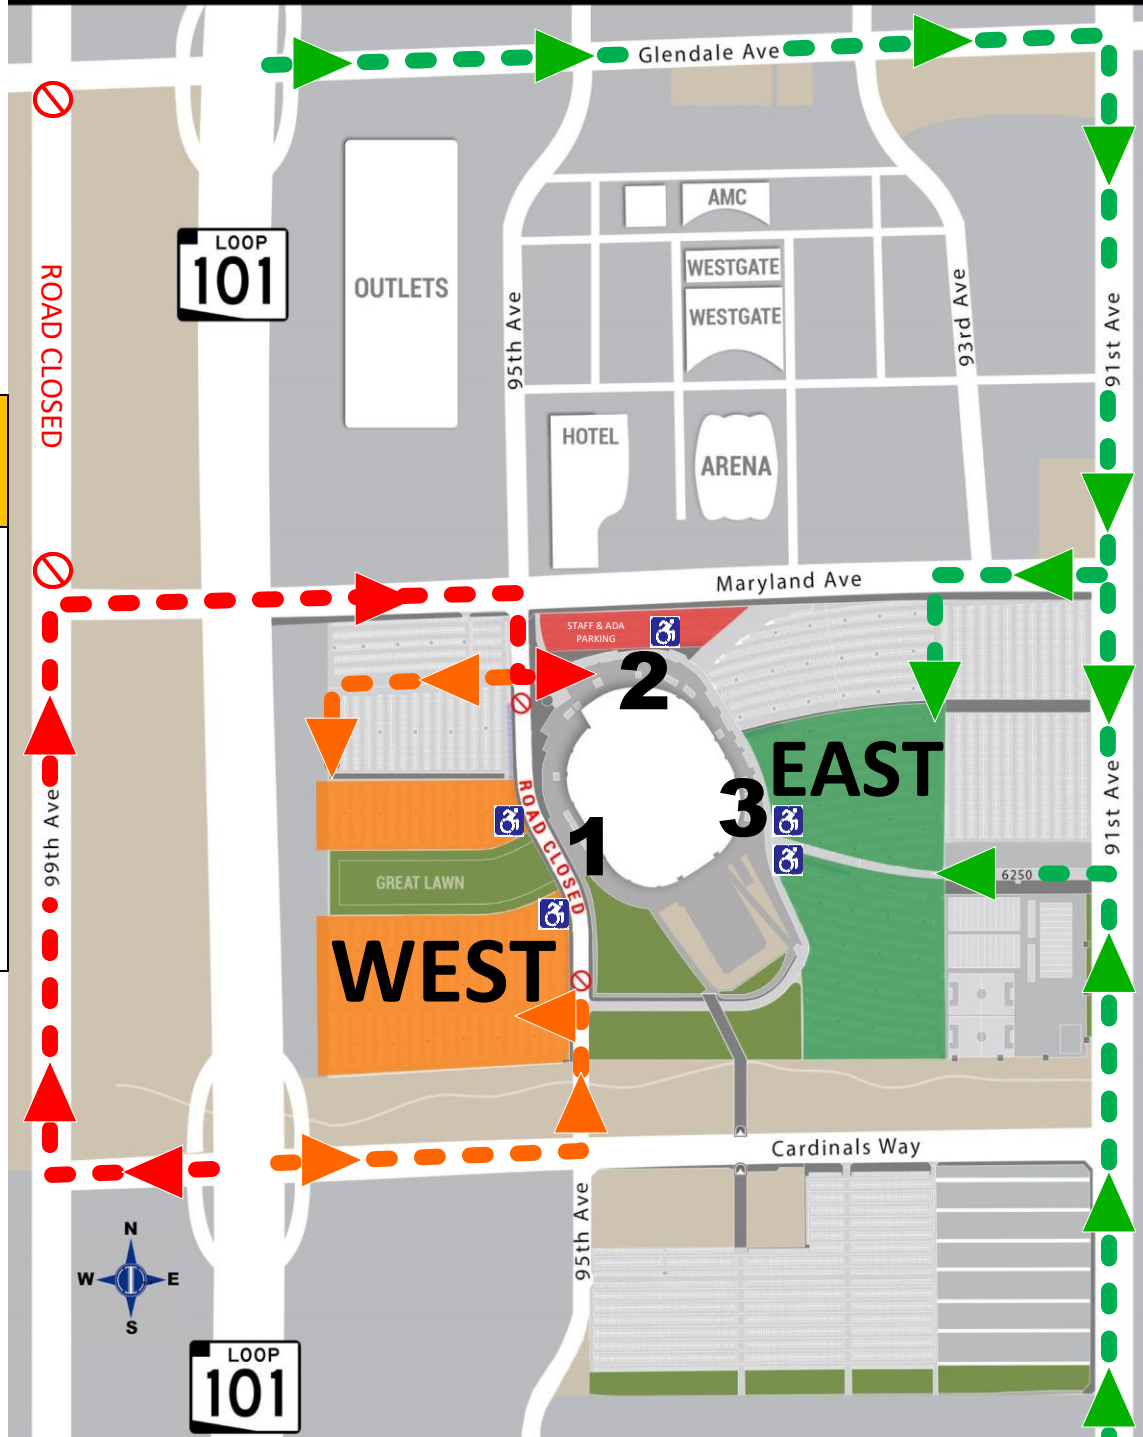 Glendale Ave
AMC
LOOP
101
WESTGATE
OUTLETS
WESTGATE
ROAD CLOSED
95th Ave
93rd Ave
91st Ave
HOTEL
ARENA
Maryland Ave
STAFF & ADA
PARKING
2
EAST
3
ROAD CLOSED
1
99th Ave
91st Ave
GREAT LAWN
6250
WEST
Cardinals Way
95th Ave
N
W
E
S
LOOP
101